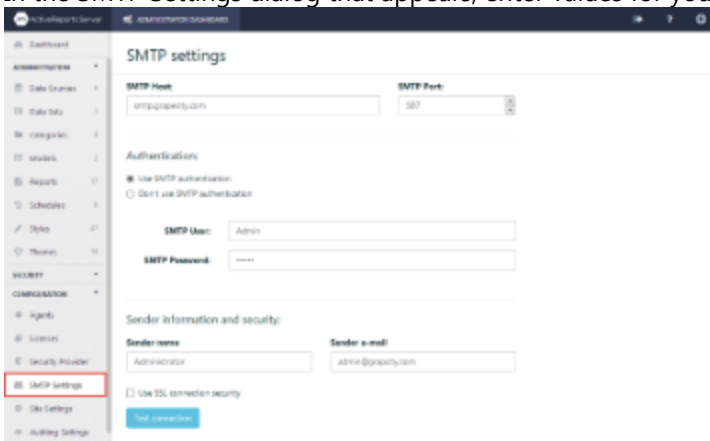 In the SMTP Settings dialog that appears, enter values for you
ActiveReports Server
ADMINISTRATOR DASHBOARD
?
Dashboard
ADMINISTRATION
Data Sources
Data Sets
Categories
Models
Reports
Schedules
Styles
Themes
SECURITY
CONFIGURATION
Agents
Licenses
Security Provider
SMTP Settings
Site Settings
Auditing Settings
SMTP settings
SMTP Host:
SMTP Port:
smtp.grapecity.com
587
Authentication:
Use SMTP authentication
Don't use SMTP authentication
SMTP User:
Admin
SMTP Password:
•••••
Sender information and security:
Sender name
Sender e-mail
Administrator
admin@grapecity.com
Use SSL connection security
Test connection